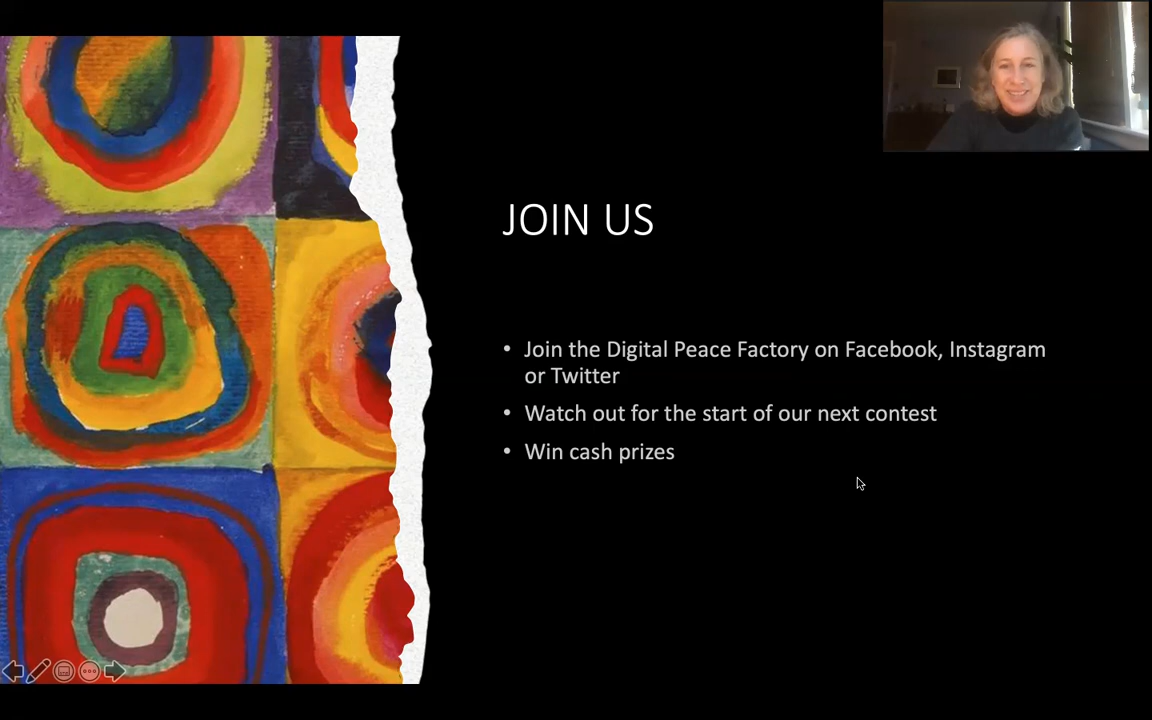 JOIN US
• Join the Digital Peace Factory on Facebook, Instagram
or Twitter
• Watch out for the start of our next contest
• Win cash prizes